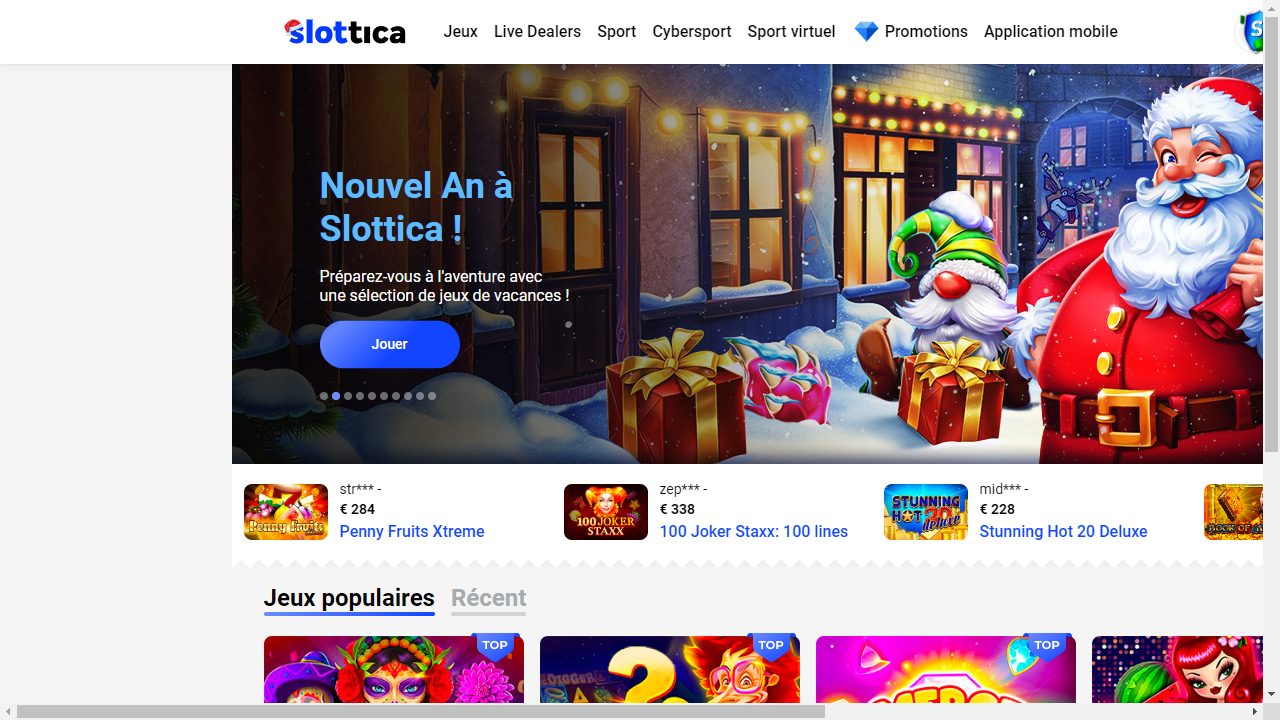 slottica
Jeux Live Dealers Sport Cybersport Sport virtuel Promotions Application mobile
Nouvel An à
Slottica !
Préparez-vous à l'aventure avec
une sélection de jeux de vacances !
Jouer
str*** -
€ 284
Penny Fruits Xtreme
Penny Fruits
zep*** -
€ 338
100 Joker Staxx: 100 lines
100 JOKER
STAXX
mid*** -
€ 228
Stunning Hot 20 Deluxe
STUNNING
HOT 20
deluxe
BOOK OF
Jeux populaires Récent
TOP
TOP
TOP